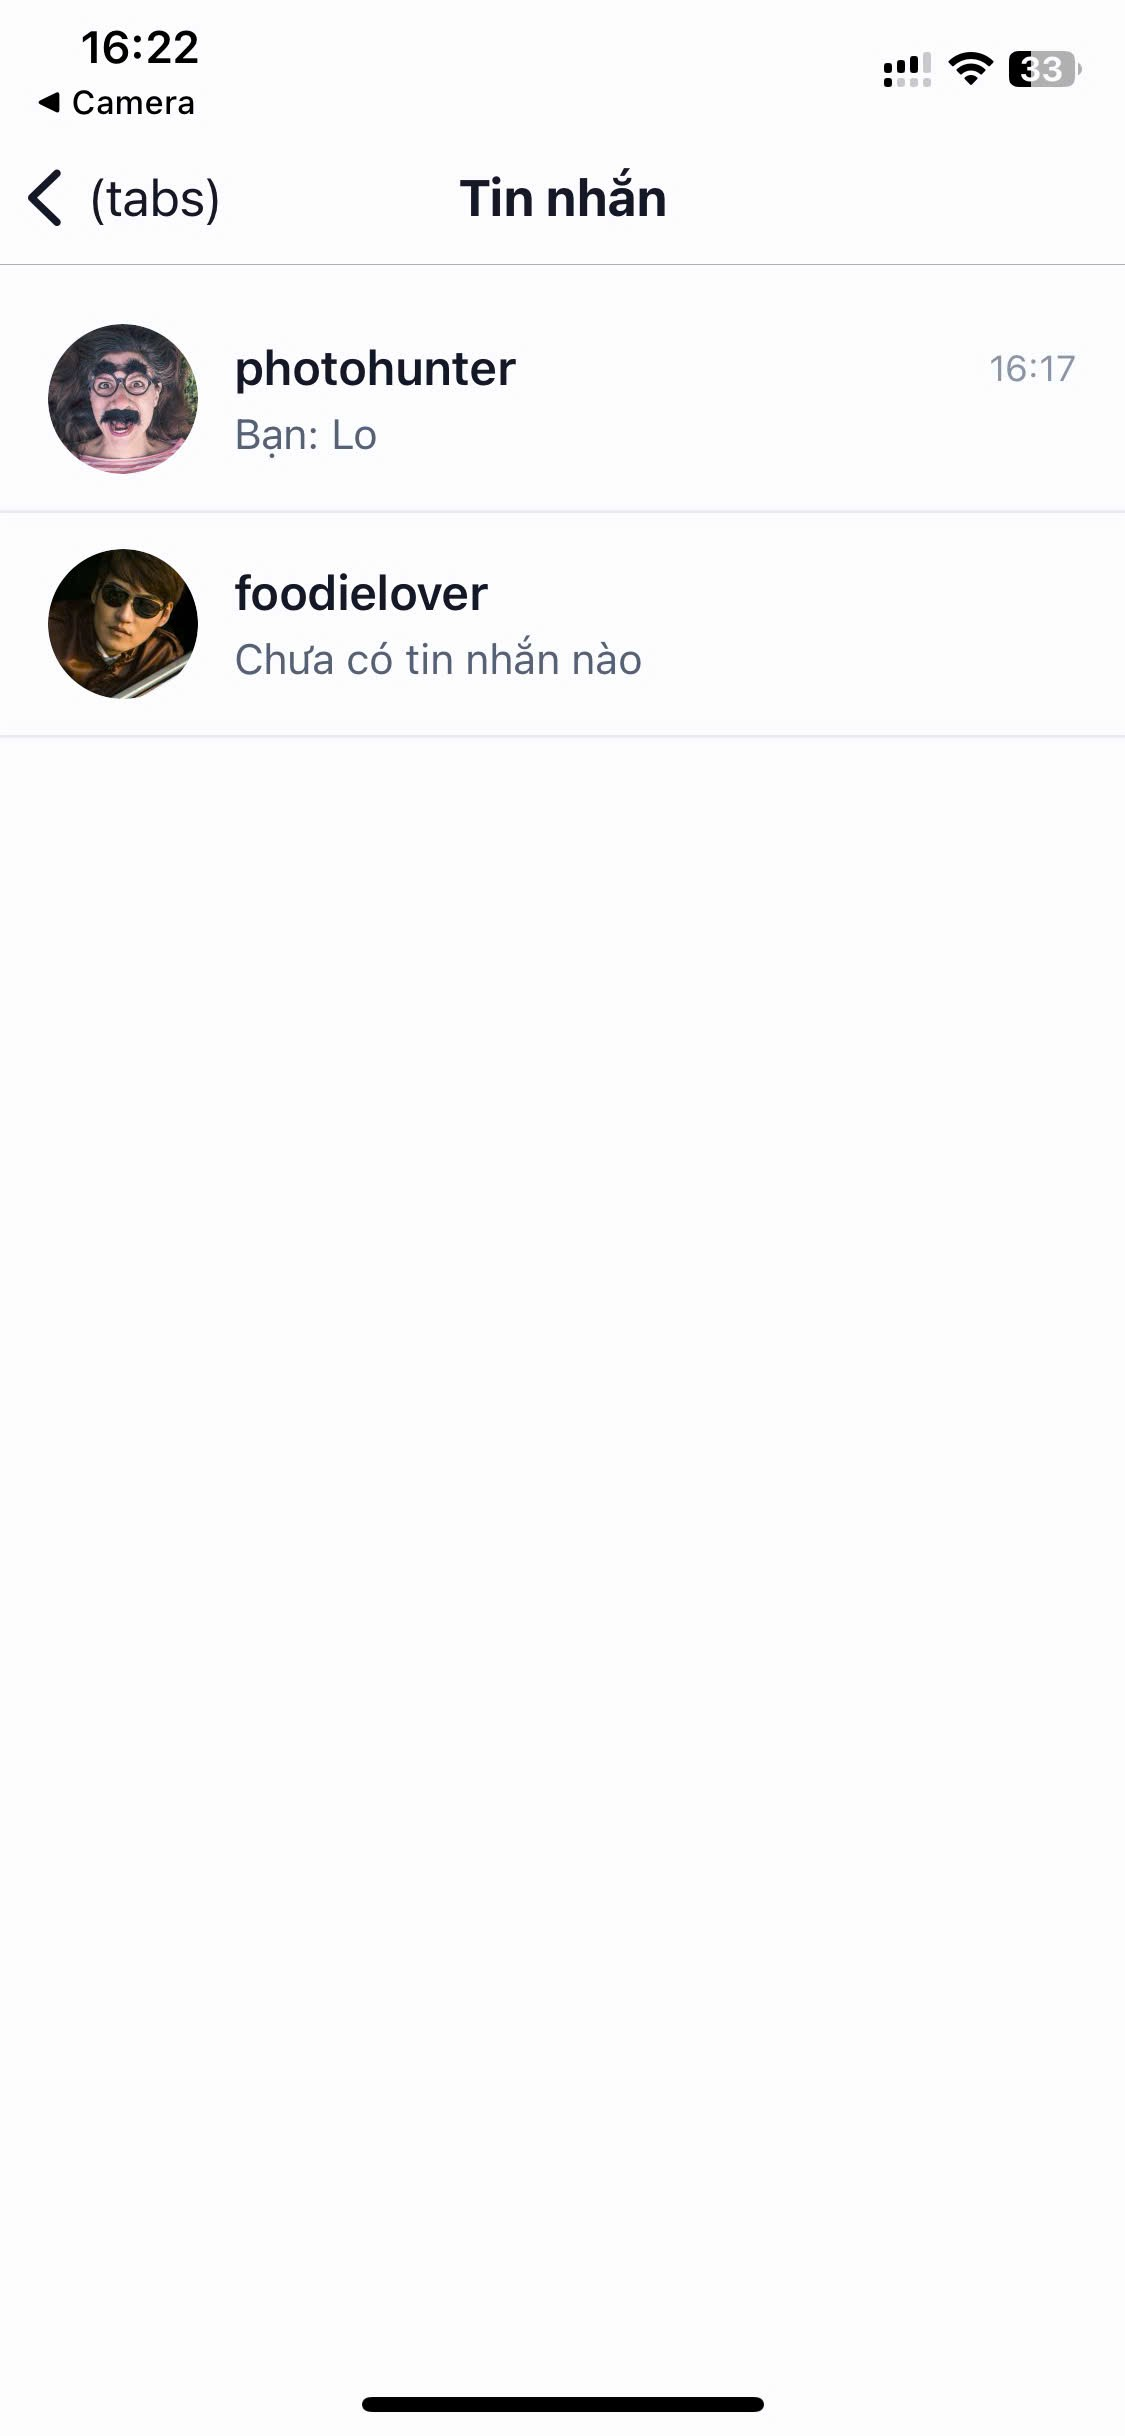 16:22
◀ Camera
33
(tabs)
Tin nhắn
photohunter
16:17
Bạn: Lo
foodielover
Chưa có tin nhắn nào